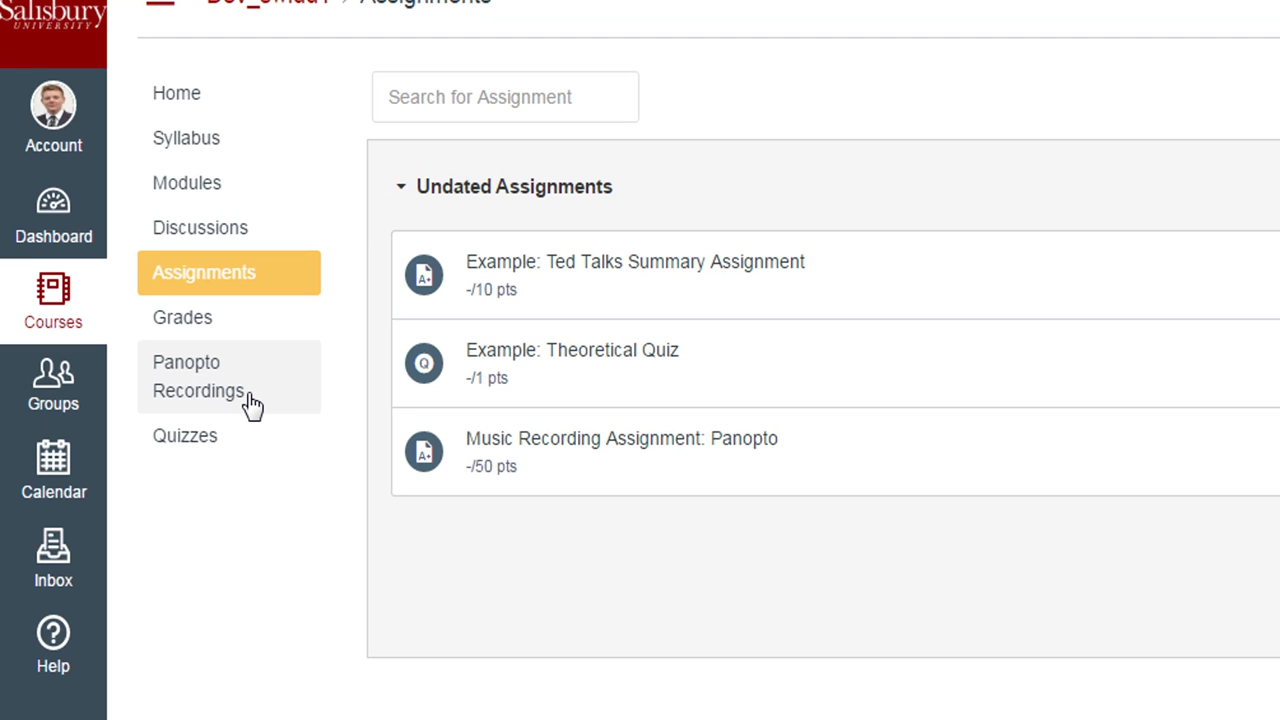 Salisbury
UNIVERSITY
Assignments
Account
Dashboard
Courses
Groups
Calendar
Inbox
Help
Home
Syllabus
Modules
Discussions
Assignments
Grades
Panopto
Recordings
Quizzes
Search for Assignment
Undated Assignments
Example: Ted Talks Summary Assignment
-/10 pts
Example: Theoretical Quiz
-/1 pts
Music Recording Assignment: Panopto
-/50 pts
A+
Q
A+